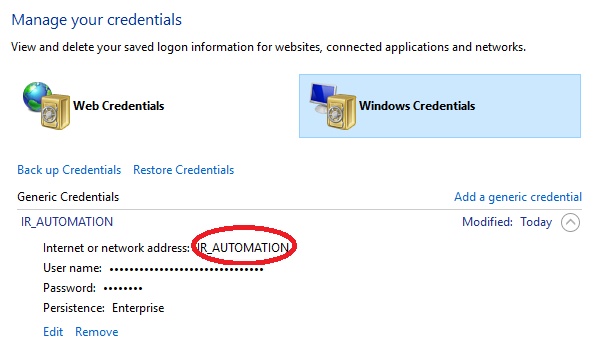 Manage your credentials
View and delete your saved logon information for websites, connected applications and networks.
Web Credentials
Windows Credentials
Back up Credentials Restore Credentials
Generic Credentials Add a generic credential
IR_AUTOMATION Modified: Today
Internet or network address: IR_AUTOMATION
User name: •••••••••••••••••••••••••••••••
Password: ••••••••
Persistence: Enterprise
Edit Remove